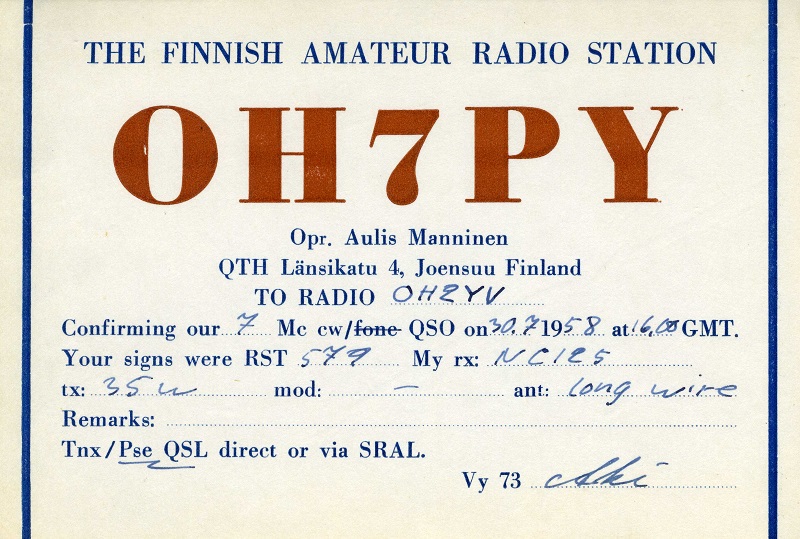 THE FINNISH AMATEUR RADIO STATION
OH7PY
Opr. Aulis Manninen
QTH Länsikatu 4, Joensuu Finland
TO RADIO OH2YV
Confirming our 7 Mc cw/fone QSO on 30.7 1958 at 16.00 GMT.
Your signs were RST 579 My rx: NC125
tx: 35w mod: — ant: long wire
Remarks:
Tnx/Pse QSL direct or via SRAL.
Vy 73 Aki